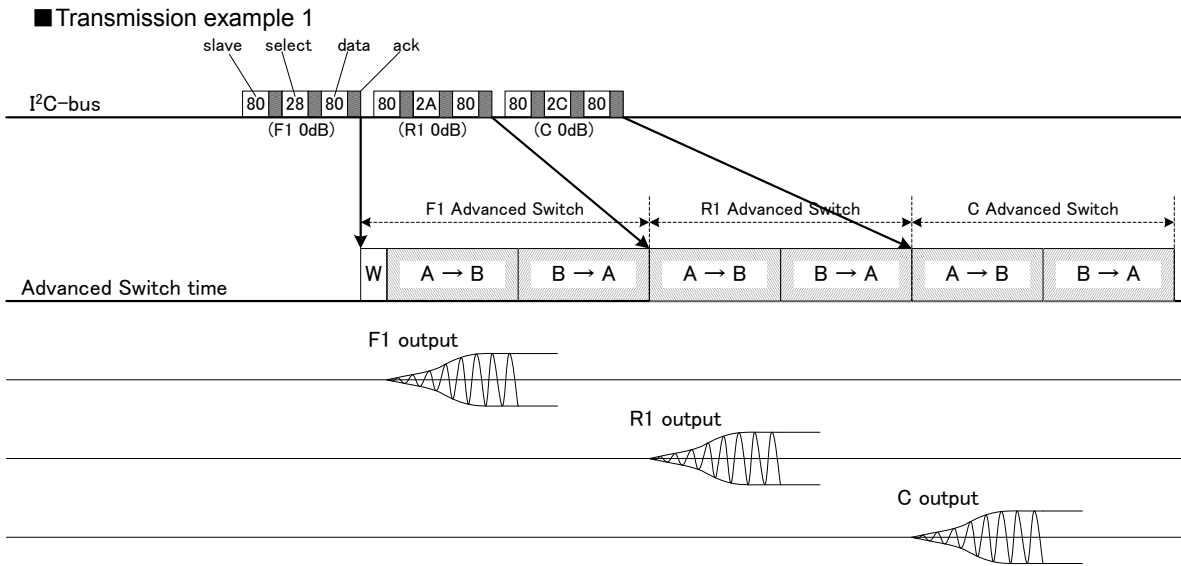 ■Transmission example 1
slave select data ack
I²C-bus
80 28 80 80 2A 80 80 2C 80
(F1 0dB) (R1 0dB) (C 0dB)
F1 Advanced Switch R1 Advanced Switch C Advanced Switch
W A → B B → A A → B B → A A → B B → A
Advanced Switch time
F1 output
R1 output
C output